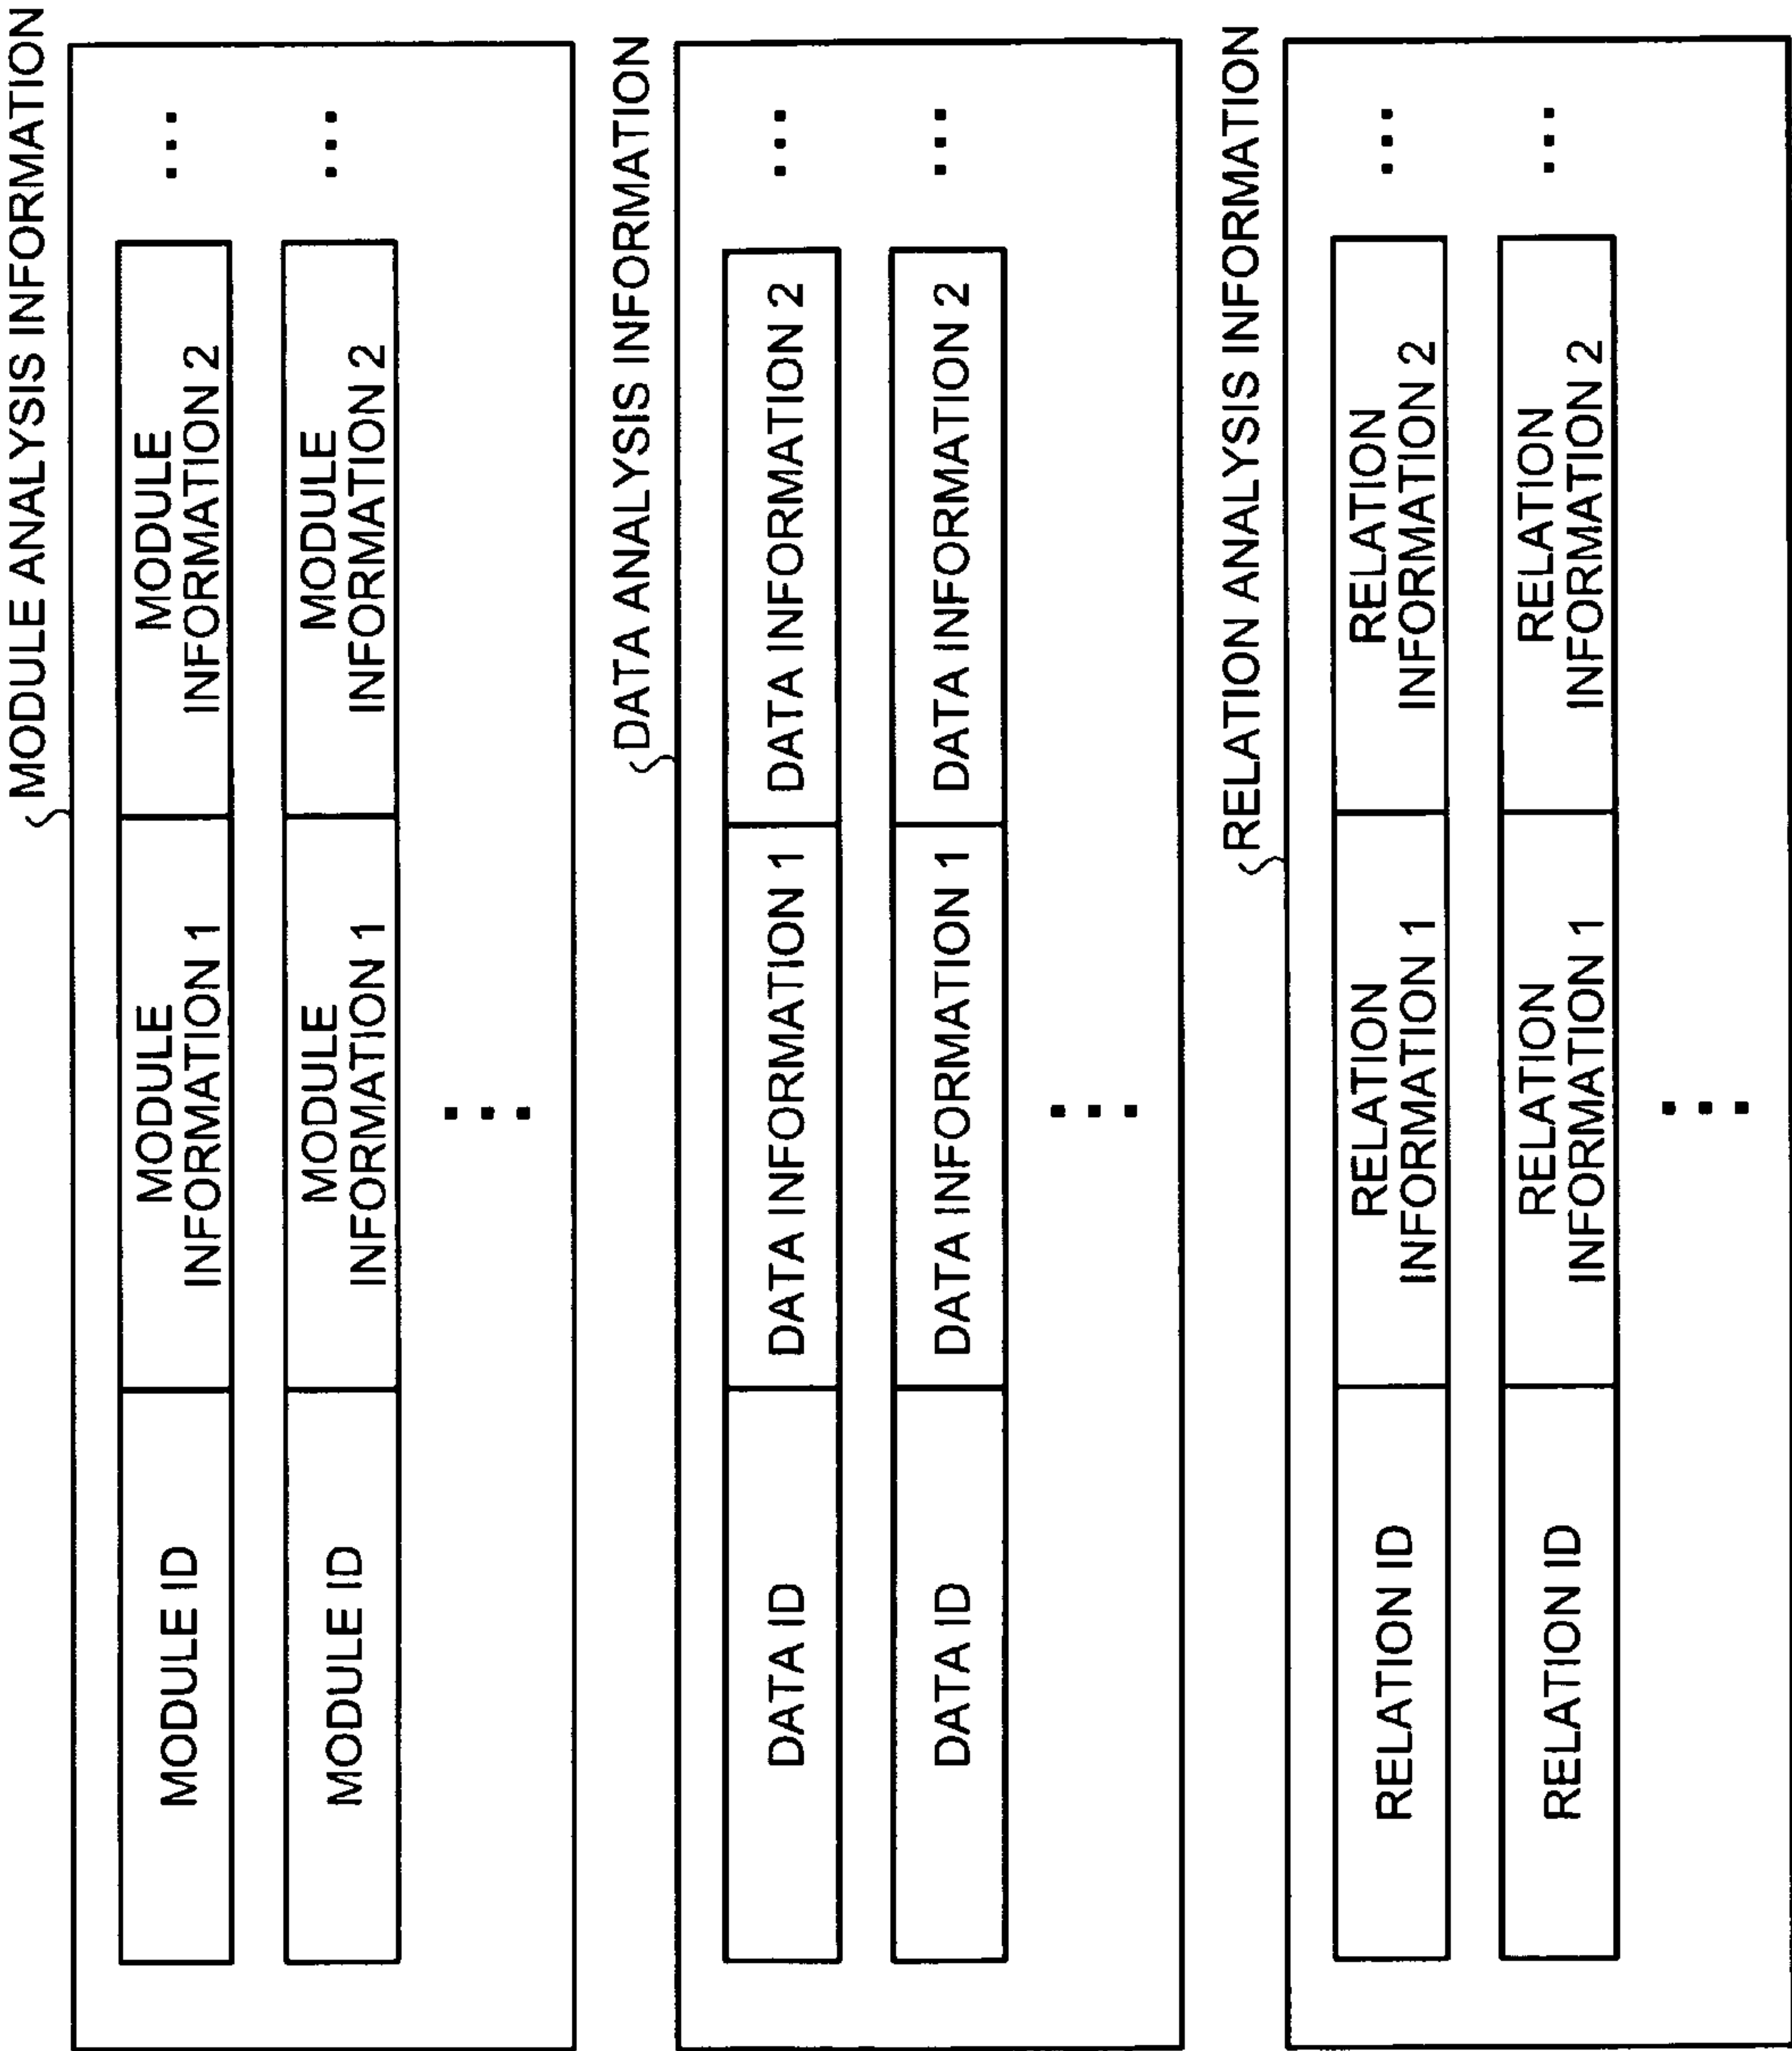 MODULE ANALYSIS INFORMATION
MODULE ID
MODULE
INFORMATION 1
MODULE
INFORMATION 2
...
MODULE ID
MODULE
INFORMATION 1
MODULE
INFORMATION 2
...
...
DATA ANALYSIS INFORMATION
DATA ID
DATA INFORMATION 1
DATA INFORMATION 2
...
DATA ID
DATA INFORMATION 1
DATA INFORMATION 2
...
...
RELATION ANALYSIS INFORMATION
RELATION ID
RELATION
INFORMATION 1
RELATION
INFORMATION 2
...
RELATION ID
RELATION
INFORMATION 1
RELATION
INFORMATION 2
...
...